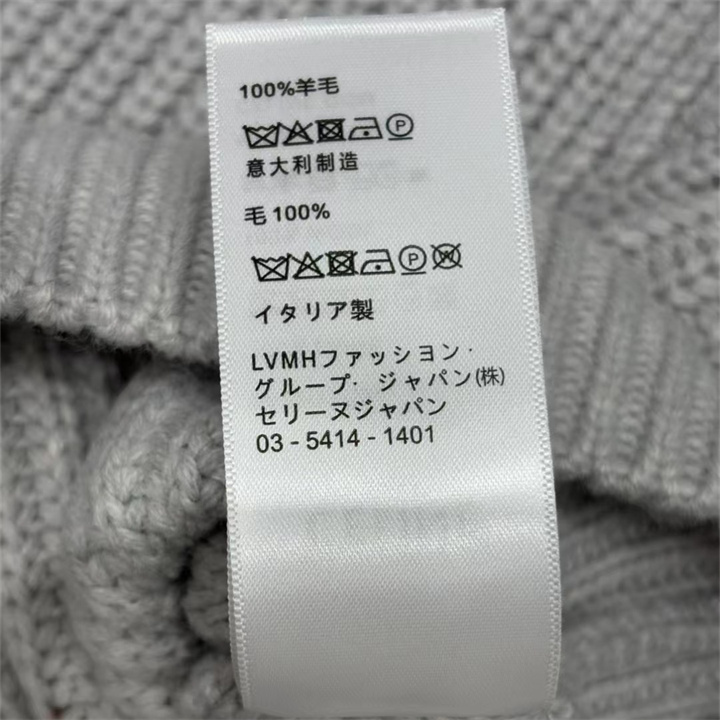 100%羊毛
P
意大利制造
毛 100%
P W
イタリア製
LVMHファッション·
グループ· ジャパン(株)
セリーヌジャパン
03 - 5414 - 1401